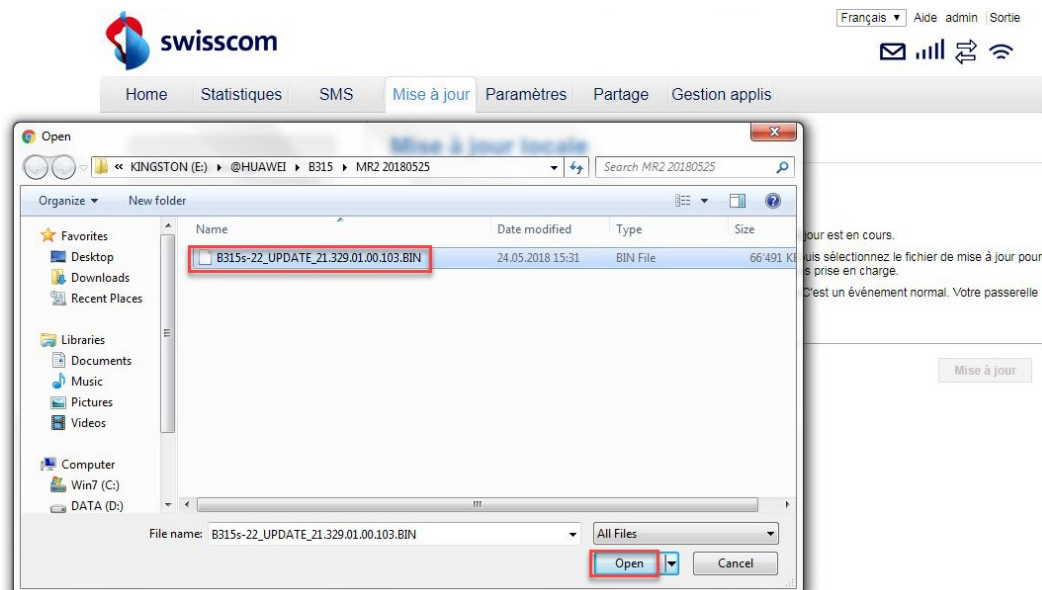 Français ▼ Aide admin Sortie
swisscom
Home Statistiques SMS Mise à jour Paramètres Partage Gestion applis
Open
Mise à jour locale
« KINGSTON (E:) ▸ @HUAWEI ▸ B315 ▸ MR2 20180525
Search MR2 20180525
Organize ▼ New folder
Favorites
Desktop
Downloads
Recent Places
Libraries
Documents
Music
Pictures
Videos
Computer
Win7 (C:)
DATA (D:)
Name Date modified Type Size
B315s-22_UPDATE_21.329.01.00.103.BIN 24.05.2018 15:31 BIN File 66'491 KB
jour est en cours.
uis sélectionnez le fichier de mise à jour pour
s prise en charge.
C'est un événement normal. Votre passerelle
Mise à jour
File name: B315s-22_UPDATE_21.329.01.00.103.BIN
All Files
Open Cancel